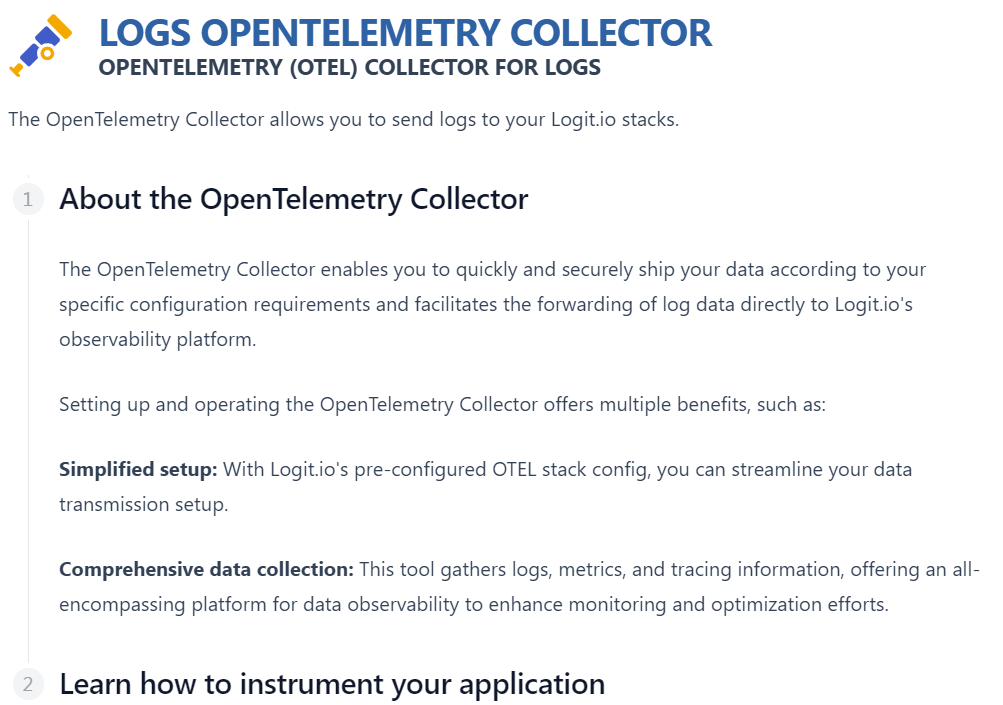 LOGS OPENTELEMETRY COLLECTOR
OPENTELEMETRY (OTEL) COLLECTOR FOR LOGS
The OpenTelemetry Collector allows you to send logs to your Logit.io stacks.
1 About the OpenTelemetry Collector
The OpenTelemetry Collector enables you to quickly and securely ship your data according to your
specific configuration requirements and facilitates the forwarding of log data directly to Logit.io's
observability platform.
Setting up and operating the OpenTelemetry Collector offers multiple benefits, such as:
Simplified setup: With Logit.io's pre-configured OTEL stack config, you can streamline your data
transmission setup.
Comprehensive data collection: This tool gathers logs, metrics, and tracing information, offering an all-
encompassing platform for data observability to enhance monitoring and optimization efforts.
2 Learn how to instrument your application